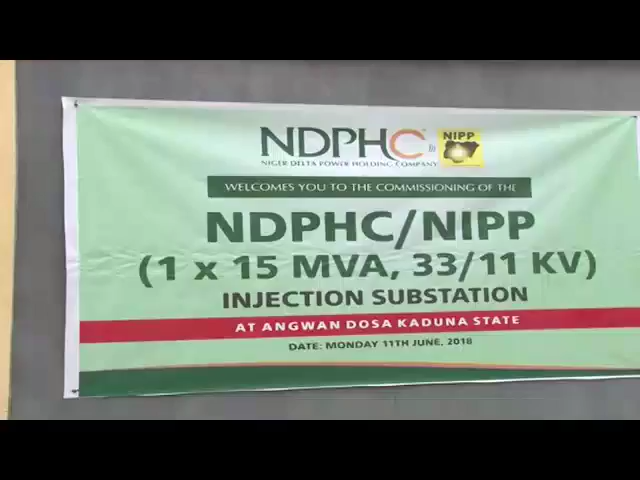 NDPHC
NIPP
NIGER DELTA POWER HOLDING COMPANY
WELCOMES YOU TO THE COMMISSIONING OF THE
NDPHC/NIPP
(1 x 15 MVA, 33/11 KV)
INJECTION SUBSTATION
AT ANGWAN DOSA KADUNA STATE
DATE: MONDAY 11TH JUNE, 2018